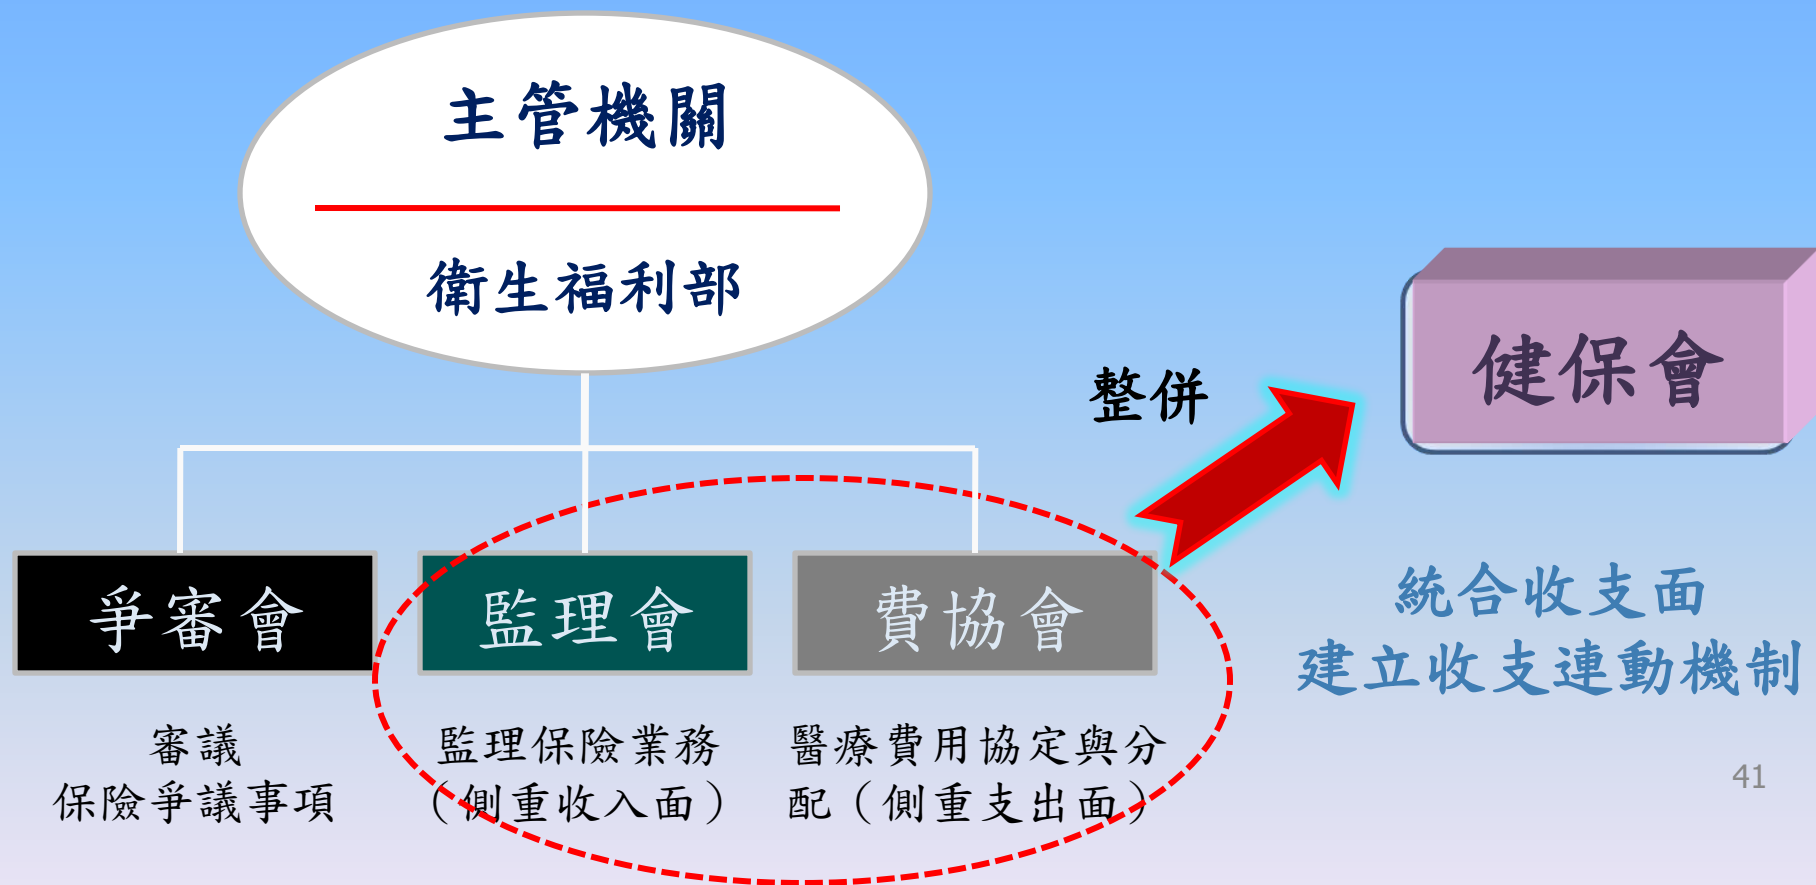 主管機關
衛生福利部
整併
健保會
爭審會
監理會
費協會
統合收支面
建立收支連動機制
審議
保險爭議事項
監理保險業務
（側重收入面）
醫療費用協定與分
配（側重支出面）
41